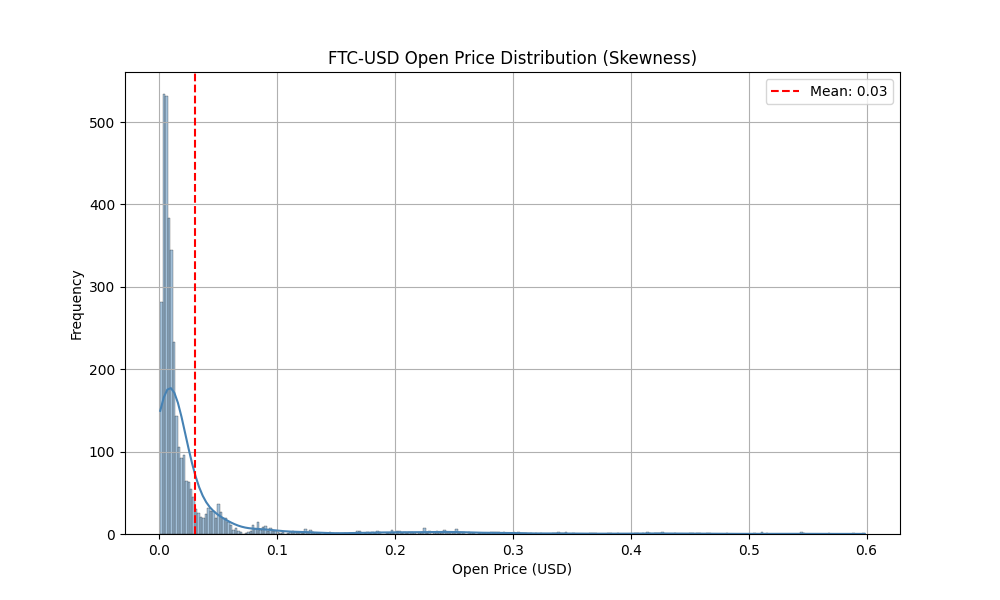 FTC-USD Open Price Distribution (Skewness)
Mean: 0.03
500
400
300
200
100
0
Frequency
0.0 0.1 0.2 0.3 0.4 0.5 0.6
Open Price (USD)